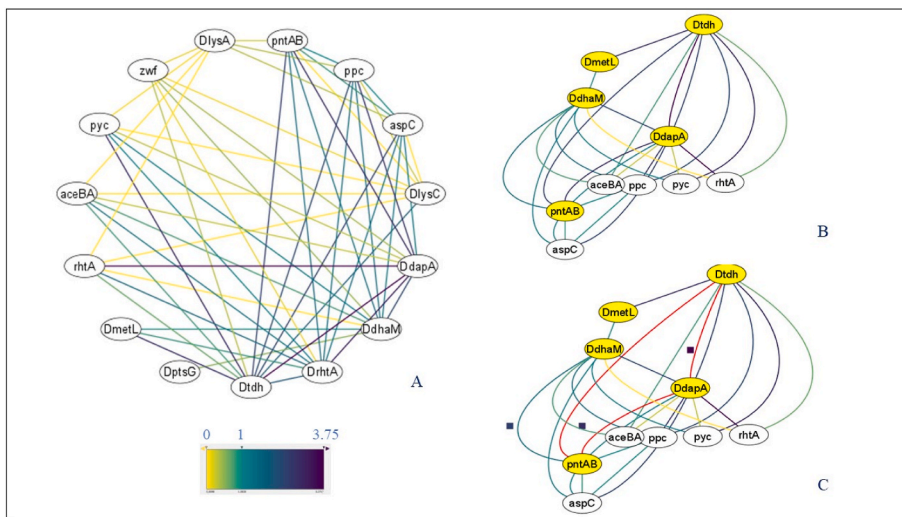 DlysA
pntAB
zwf
ppc
pyc
aspC
aceBA
DlysC
rhtA
DdapA
DmetL
DdhaM
DptsG
DrhtA
Dtdh
A
0 1 3.75
Dtdh
DmetL
DdhaM
DdapA
aceBA
ppc
pyc
rhtA
pntAB
aspC
B
Dtdh
DmetL
DdhaM
DdapA
aceBA
ppc
pyc
rhtA
pntAB
aspC
C